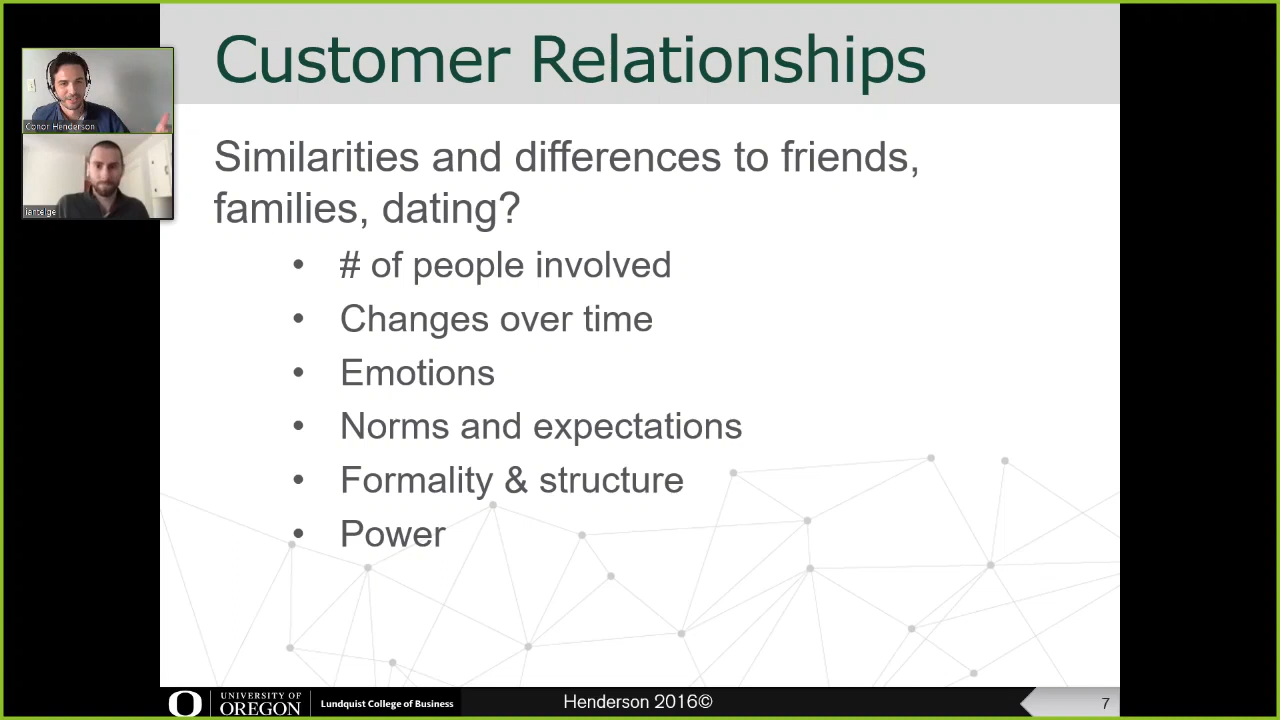 Customer Relationships
Conor Henderson
ianteige
Similarities and differences to friends,
families, dating?
• # of people involved
• Changes over time
• Emotions
• Norms and expectations
• Formality & structure
• Power
UNIVERSITY OF
OREGON
Lundquist College of Business
Henderson 2016©
7